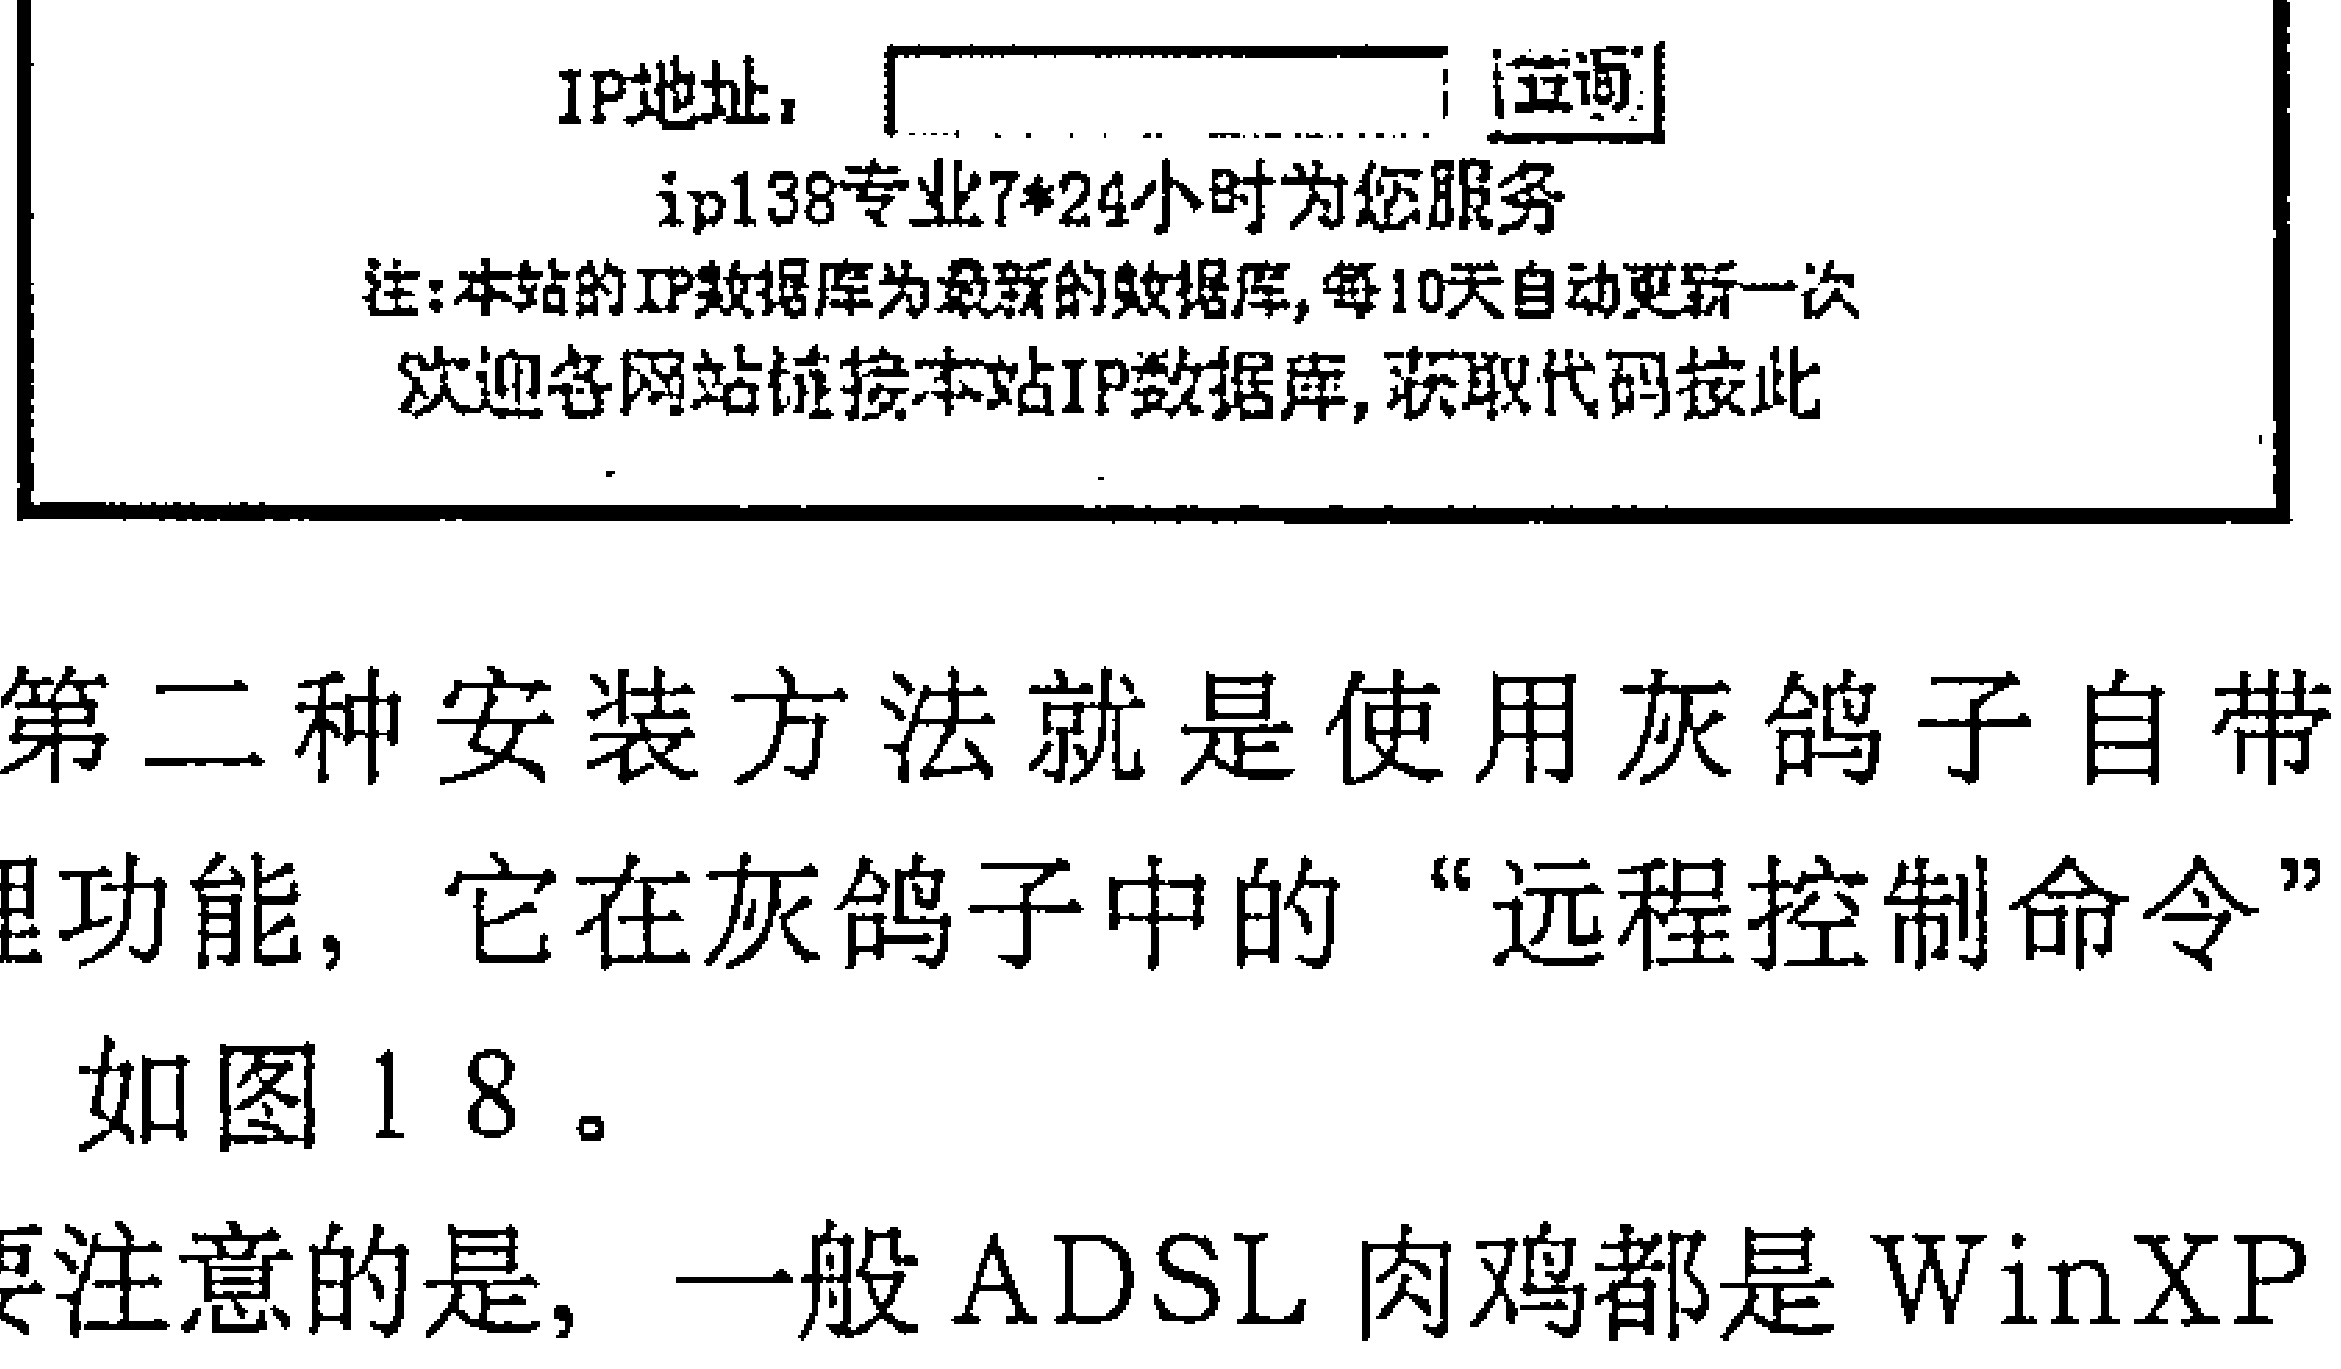 IP地址： 查询
ip138专业7*24小时为您服务
注:本站的IP数据库为最新的数据库,每10天自动更新一次
欢迎各网站链接本站IP数据库,获取代码按此
第二种安装方法就是使用灰鸽子自带
理功能，它在灰鸽子中的“远程控制命令”
如图18。
要注意的是，一般ADSL肉鸡都是WinXP